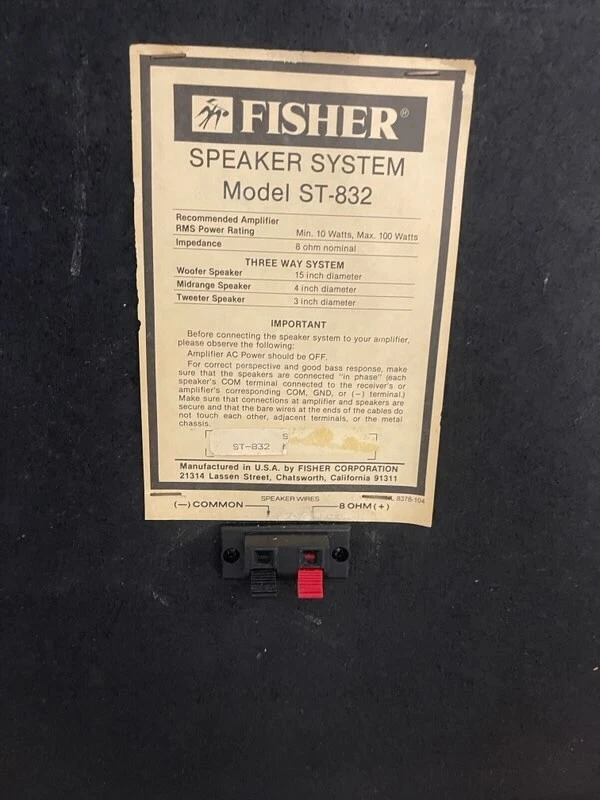 FISHER®
SPEAKER SYSTEM
Model ST-832
Recommended Amplifier
RMS Power Rating Min. 10 Watts, Max. 100 Watts
Impedance 8 ohm nominal
THREE WAY SYSTEM
Woofer Speaker 15 inch diameter
Midrange Speaker 4 inch diameter
Tweeter Speaker 3 inch diameter
IMPORTANT
Before connecting the speaker system to your amplifier,
please observe the following:
Amplifier AC Power should be OFF.
For correct perspective and good bass response, make
sure that the speakers are connected "in phase" (each
speaker's COM terminal connected to the receiver's or
amplifier's corresponding COM, GND, or (−) terminal.)
Make sure that connections at amplifier and speakers are
secure and that the bare wires at the ends of the cables do
not touch each other, adjacent terminals, or the metal
chassis.
ST-832
Manufactured in U.S.A. by FISHER CORPORATION
21314 Lassen Street, Chatsworth, California 91311
SPEAKER WIRES 8376-104
(−) COMMON 8 OHM (+)